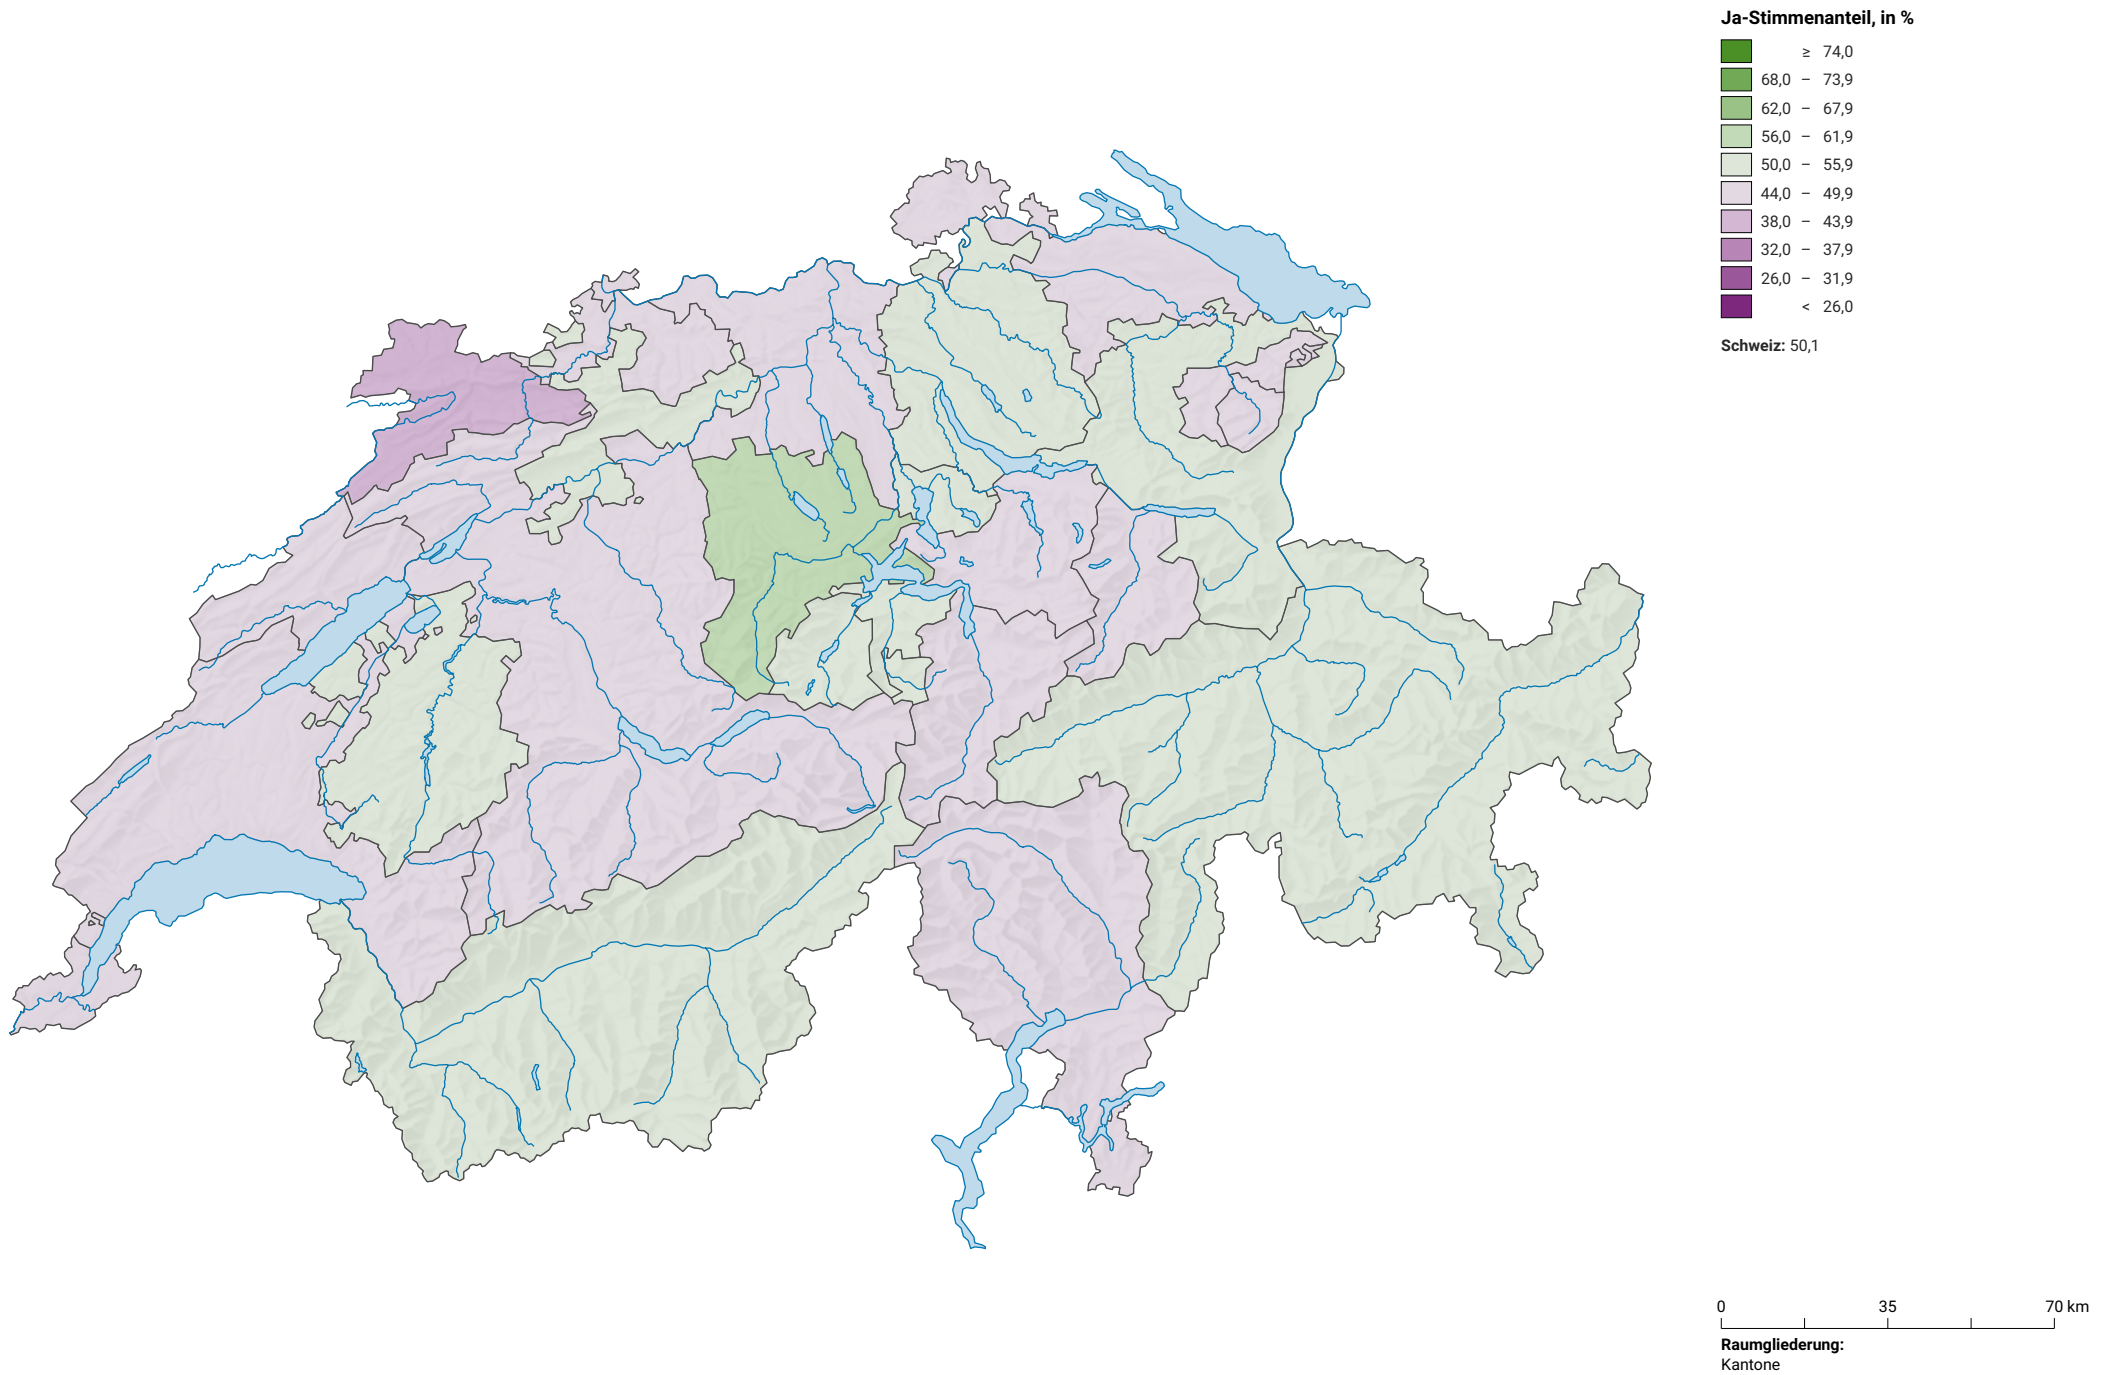 Ja-Stimmenanteil, in %
≥ 74,0
68,0 – 73,9
62,0 – 67,9
56,0 – 61,9
50,0 – 55,9
44,0 – 49,9
38,0 – 43,9
32,0 – 37,9
26,0 – 31,9
< 26,0
Schweiz: 50,1
0 35 70 km
Raumgliederung:
Kantone